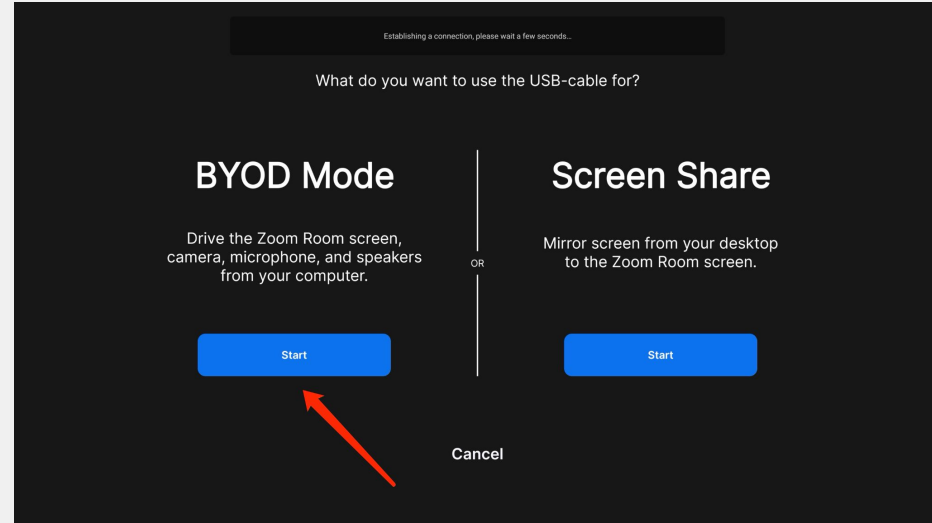 Establishing a connection, please wait a few seconds...
What do you want to use the USB-cable for?
BYOD Mode
Drive the Zoom Room screen,
camera, microphone, and speakers
from your computer.
Start
OR
Screen Share
Mirror screen from your desktop
to the Zoom Room screen.
Start
Cancel